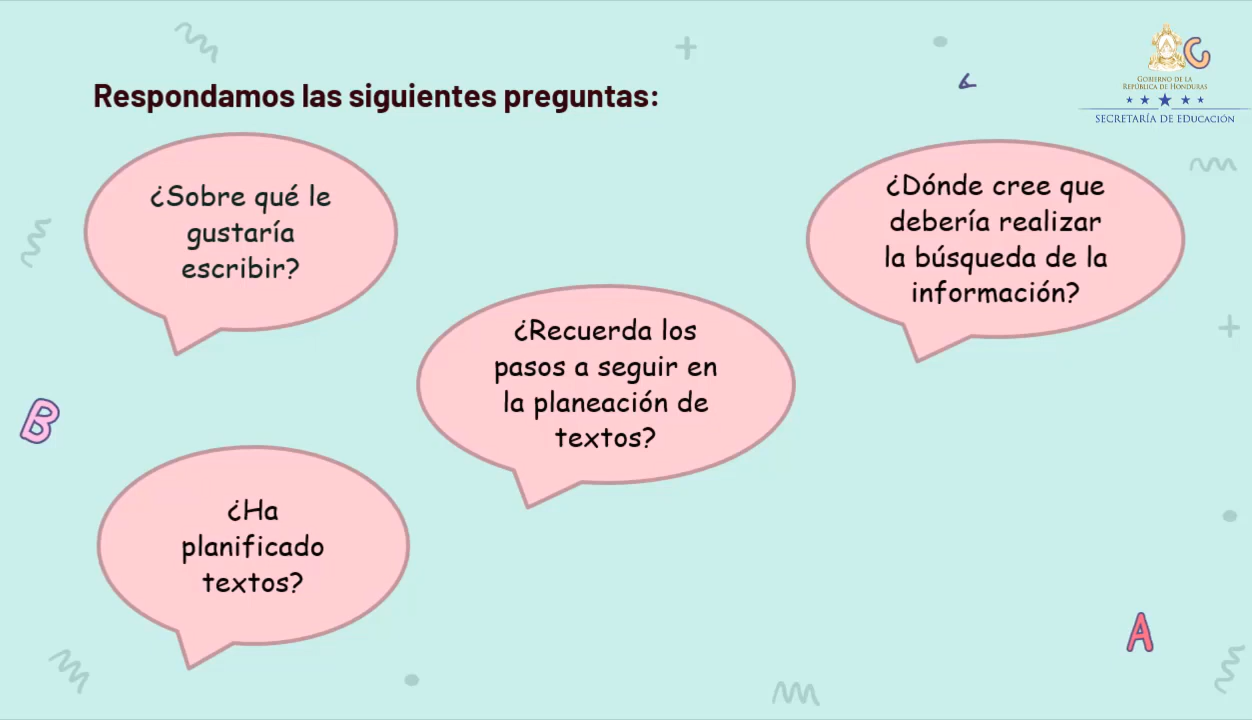 Respondamos las siguientes preguntas:
C
GOBIERNO DE LA
REPÚBLICA DE HONDURAS
SECRETARÍA DE EDUCACIÓN
¿Sobre qué le
gustaría
escribir?
¿Dónde cree que
debería realizar
la búsqueda de la
información?
¿Recuerda los
pasos a seguir en
la planeación de
textos?
B
¿Ha
planificado
textos?
A